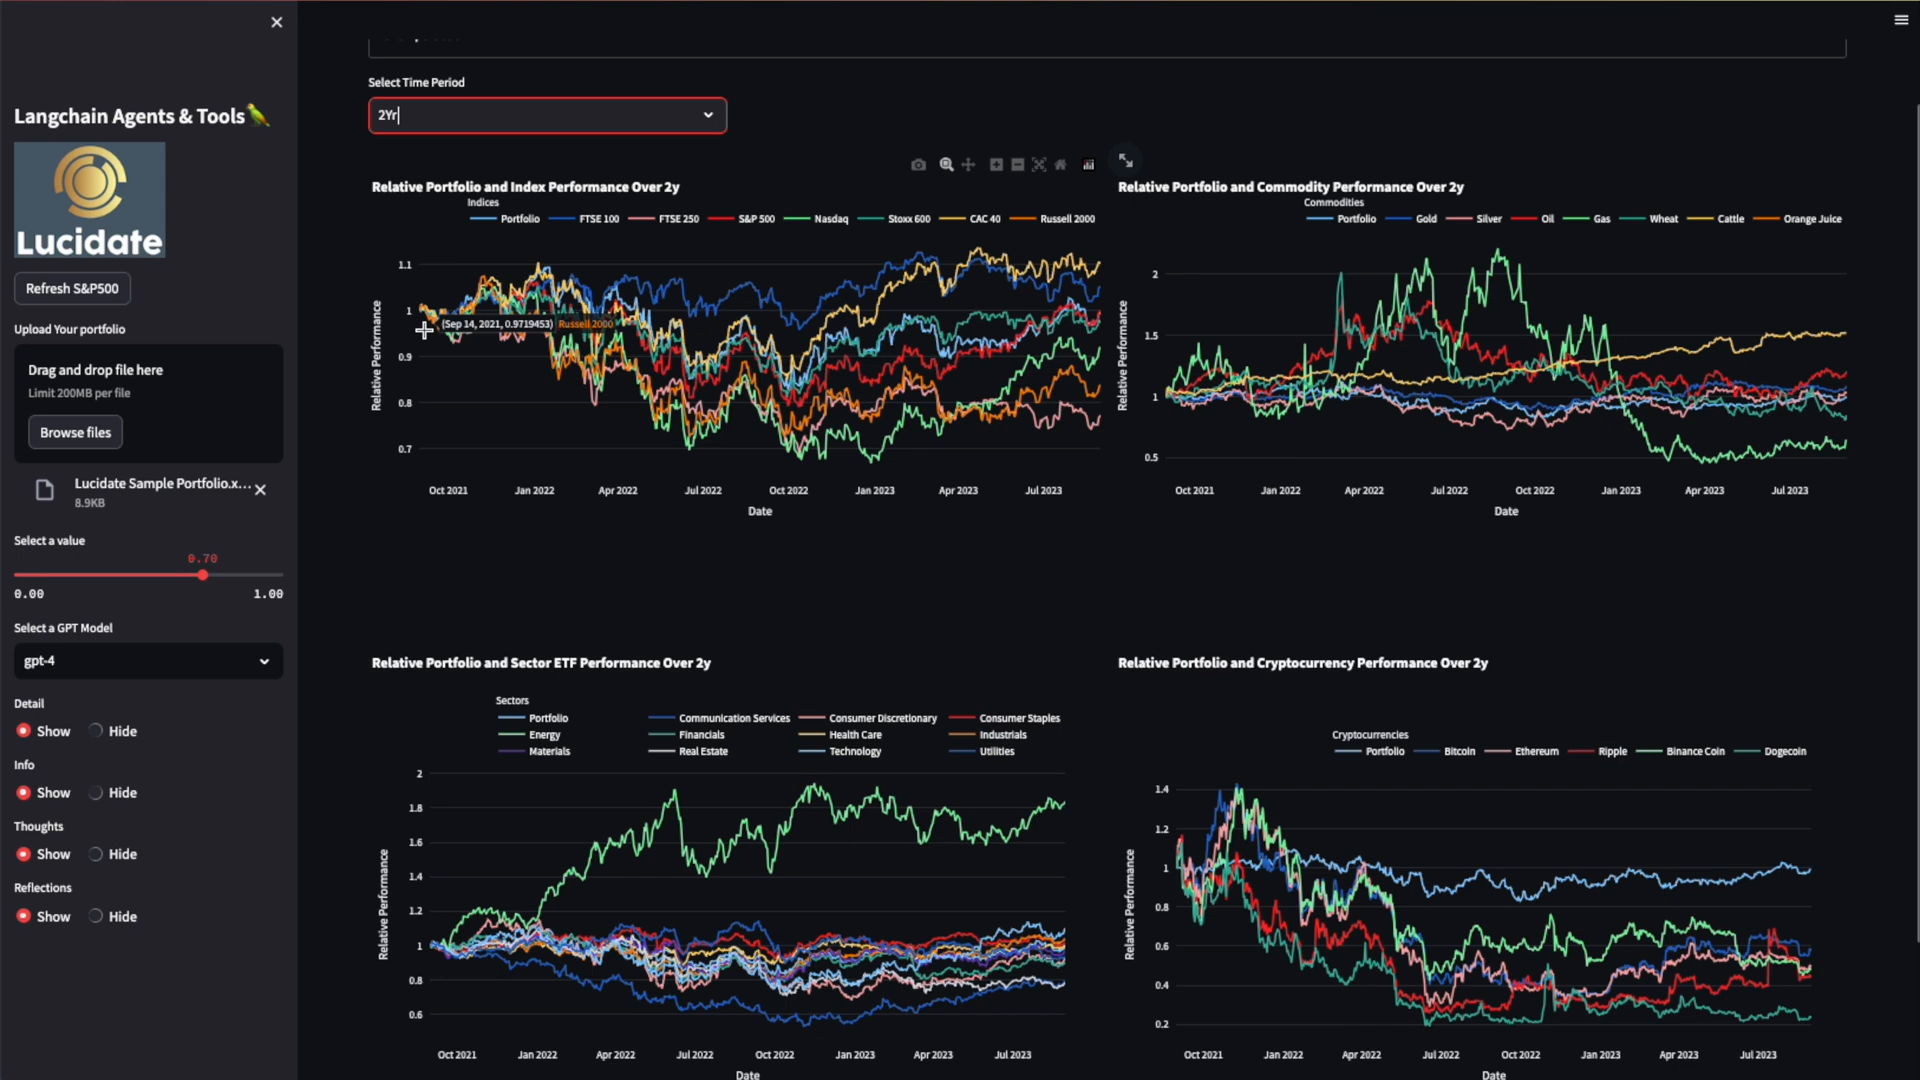 Langchain Agents & Tools
Lucidate
Refresh S&P500
Upload Your portfolio
Drag and drop file here
Limit 200MB per file
Browse files
Lucidate Sample Portfolio.x...
8.9KB
Select a value
0.70
0.00 1.00
Select a GPT Model
gpt-4
Detail
Show Hide
Info
Show Hide
Thoughts
Show Hide
Reflections
Show Hide
Select Time Period
2Yr
Relative Portfolio and Index Performance Over 2y
Indices
Portfolio FTSE 100 FTSE 250 S&P 500 Nasdaq Stoxx 600 CAC 40 Russell 2000
1.1
1
0.9
0.8
0.7
(Sep 14, 2021, 0.9719453) Russell 2000
Relative Performance
Oct 2021 Jan 2022 Apr 2022 Jul 2022 Oct 2022 Jan 2023 Apr 2023 Jul 2023
Date
Relative Portfolio and Commodity Performance Over 2y
Commodities
Portfolio Gold Silver Oil Gas Wheat Cattle Orange Juice
2
1.5
1
0.5
Relative Performance
Oct 2021 Jan 2022 Apr 2022 Jul 2022 Oct 2022 Jan 2023 Apr 2023 Jul 2023
Date
Relative Portfolio and Sector ETF Performance Over 2y
Sectors
Portfolio Communication Services Consumer Discretionary Consumer Staples
Energy Financials Health Care Industrials
Materials Real Estate Technology Utilities
2
1.8
1.6
1.4
1.2
1
0.8
0.6
Relative Performance
Oct 2021 Jan 2022 Apr 2022 Jul 2022 Oct 2022 Jan 2023 Apr 2023 Jul 2023
Date
Relative Portfolio and Cryptocurrency Performance Over 2y
Cryptocurrencies
Portfolio Bitcoin Ethereum Ripple Binance Coin Dogecoin
1.4
1.2
1
0.8
0.6
0.4
0.2
Relative Performance
Oct 2021 Jan 2022 Apr 2022 Jul 2022 Oct 2022 Jan 2023 Apr 2023 Jul 2023
Date